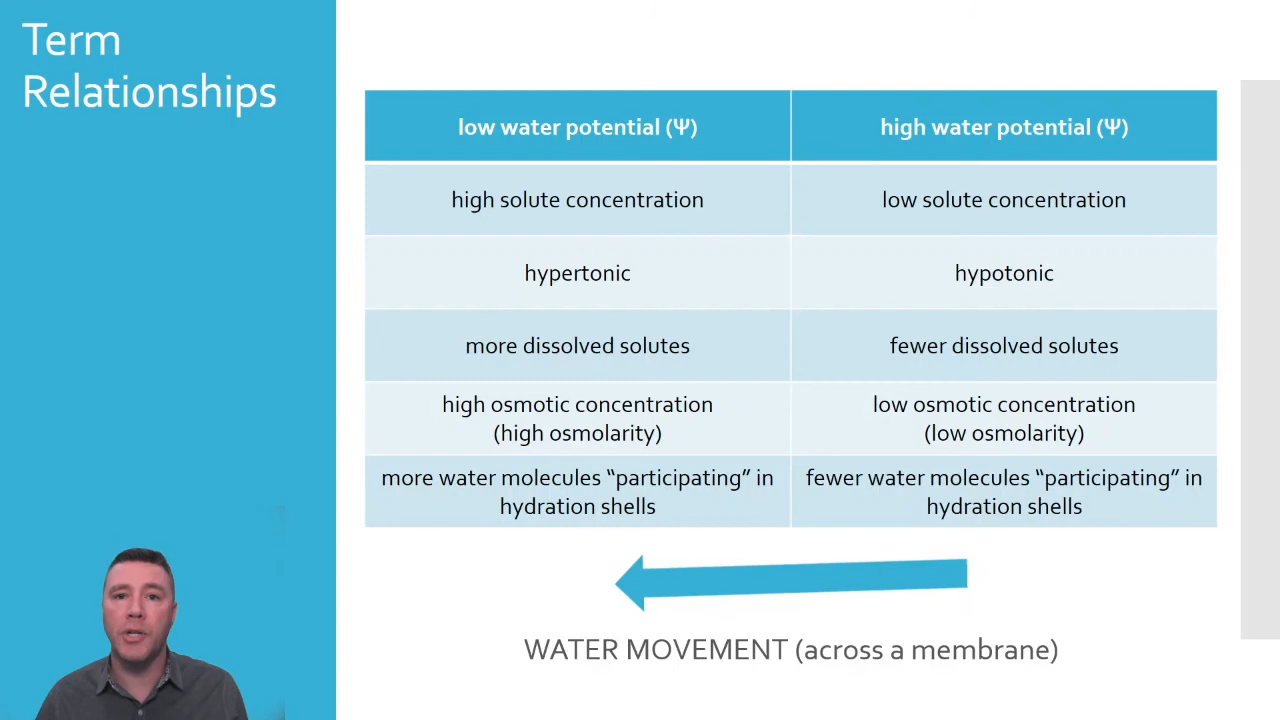 Term
Relationships
low water potential (Ψ)
high water potential (Ψ)
high solute concentration
low solute concentration
hypertonic
hypotonic
more dissolved solutes
fewer dissolved solutes
high osmotic concentration
(high osmolarity)
low osmotic concentration
(low osmolarity)
more water molecules “participating” in
hydration shells
fewer water molecules “participating” in
hydration shells
WATER MOVEMENT (across a membrane)